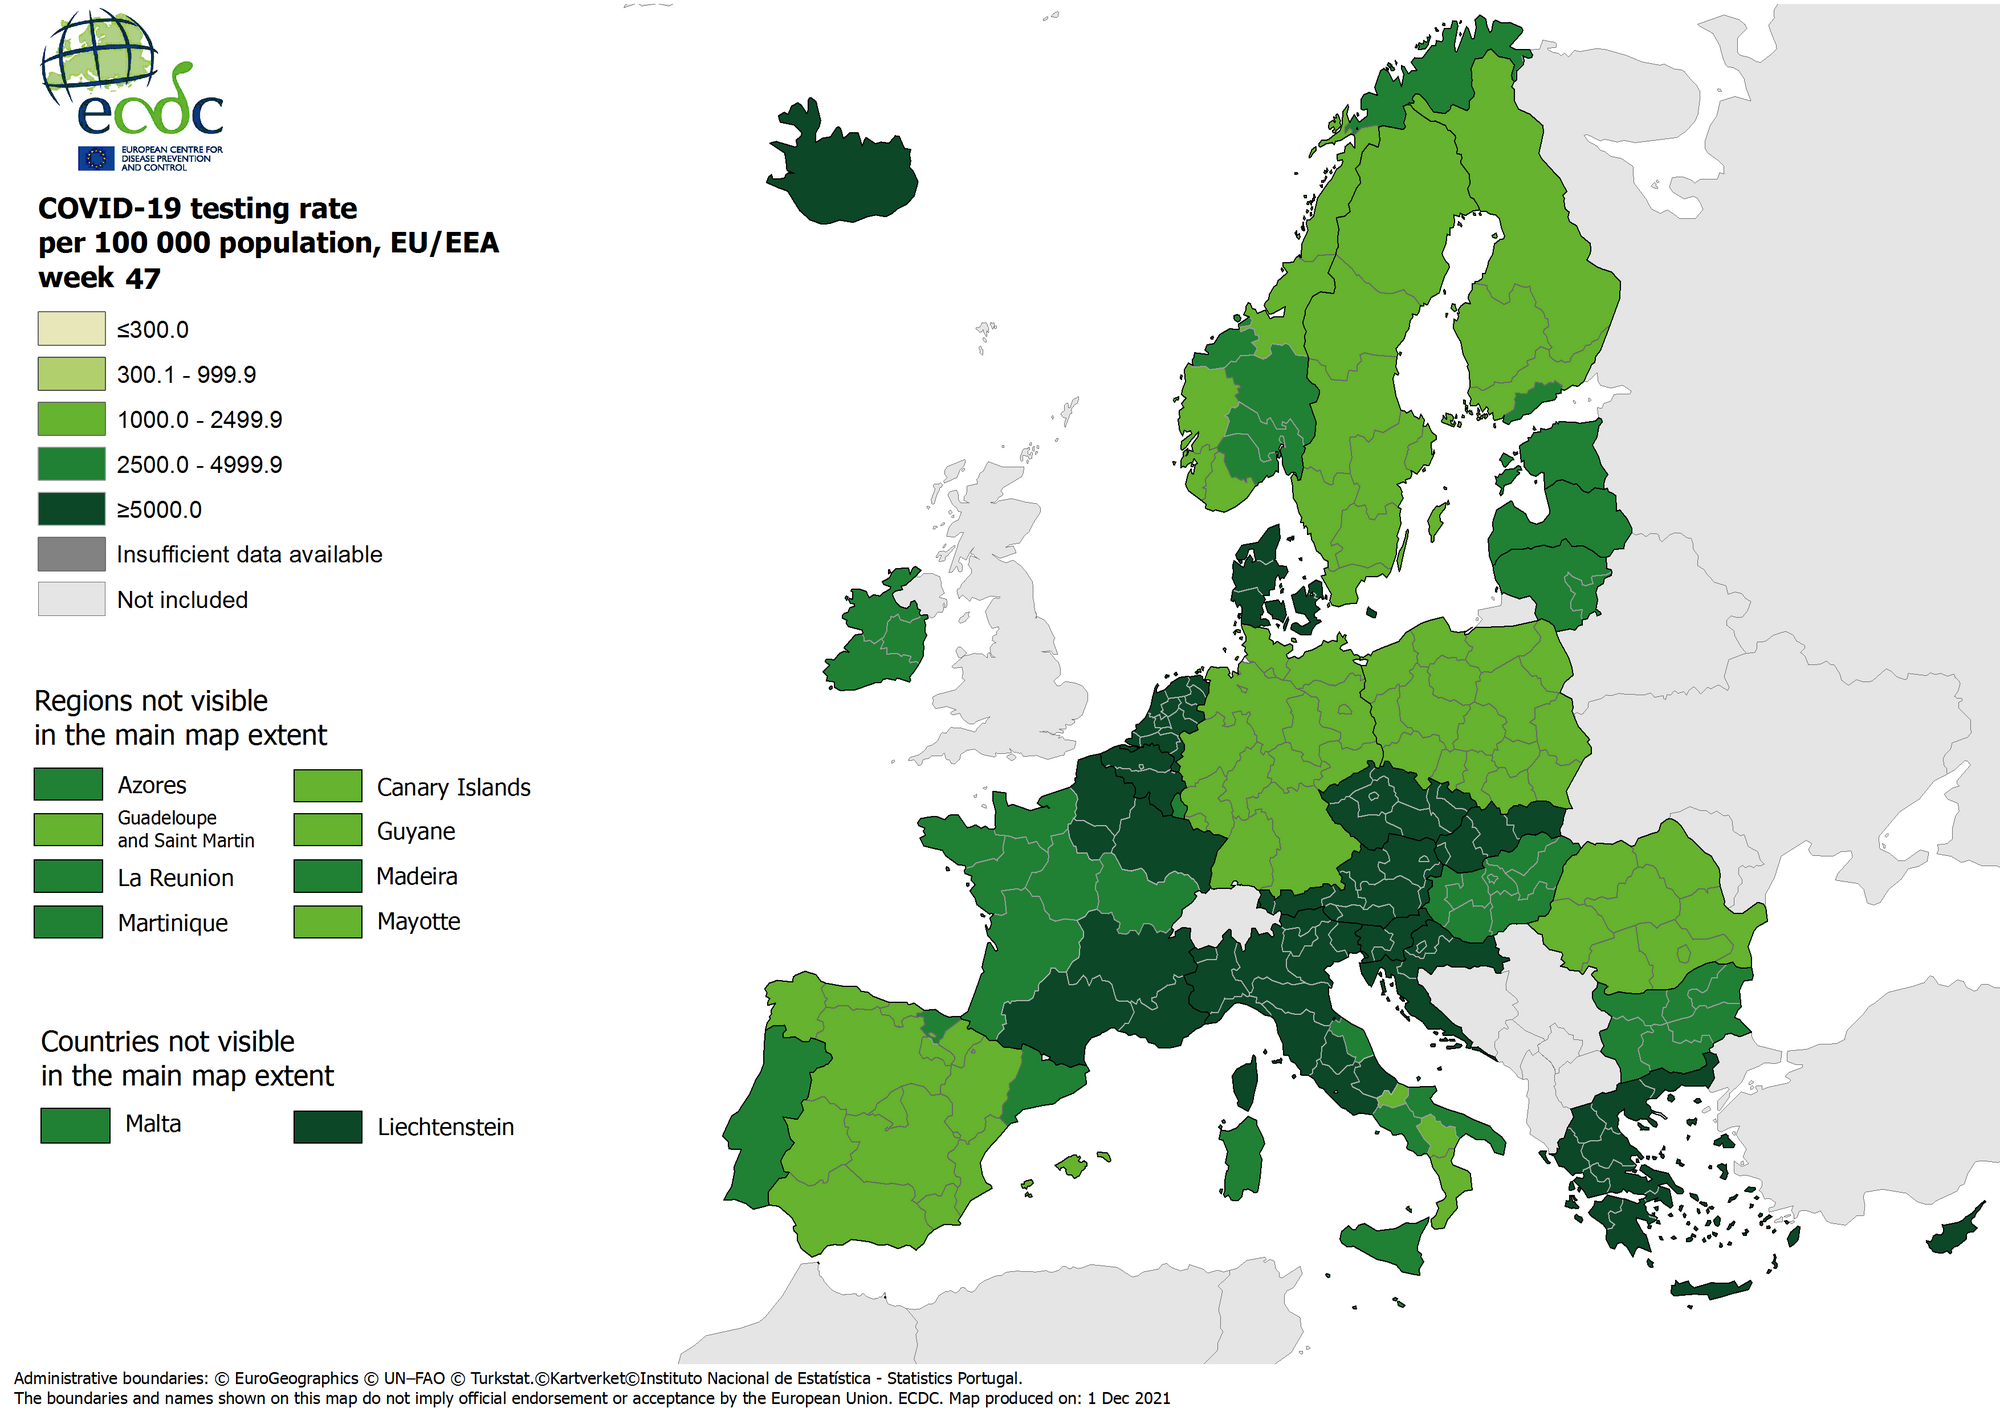 ecdc
EUROPEAN CENTRE FOR
DISEASE PREVENTION
AND CONTROL
COVID-19 testing rate
per 100 000 population, EU/EEA
week 47
≤300.0
300.1 - 999.9
1000.0 - 2499.9
2500.0 - 4999.9
≥5000.0
Insufficient data available
Not included
Regions not visible
in the main map extent
Azores
Canary Islands
Guadeloupe
and Saint Martin
Guyane
La Reunion
Madeira
Martinique
Mayotte
Countries not visible
in the main map extent
Malta
Liechtenstein
Administrative boundaries: © EuroGeographics © UN–FAO © Turkstat.©Kartverket©Instituto Nacional de Estatística - Statistics Portugal.
The boundaries and names shown on this map do not imply official endorsement or acceptance by the European Union. ECDC. Map produced on: 1 Dec 2021